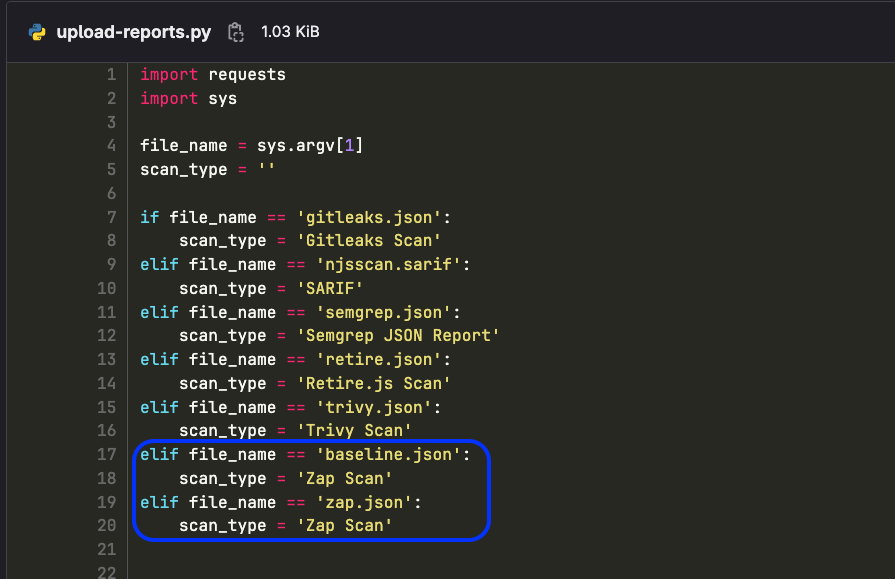 upload-reports.py 1.03 KiB
1 import requests
2 import sys
3
4 file_name = sys.argv[1]
5 scan_type = ''
6
7 if file_name == 'gitleaks.json':
8     scan_type = 'Gitleaks Scan'
9 elif file_name == 'njsscan.sarif':
10     scan_type = 'SARIF'
11 elif file_name == 'semgrep.json':
12     scan_type = 'Semgrep JSON Report'
13 elif file_name == 'retire.json':
14     scan_type = 'Retire.js Scan'
15 elif file_name == 'trivy.json':
16     scan_type = 'Trivy Scan'
17 elif file_name == 'baseline.json':
18     scan_type = 'Zap Scan'
19 elif file_name == 'zap.json':
20     scan_type = 'Zap Scan'
21
22